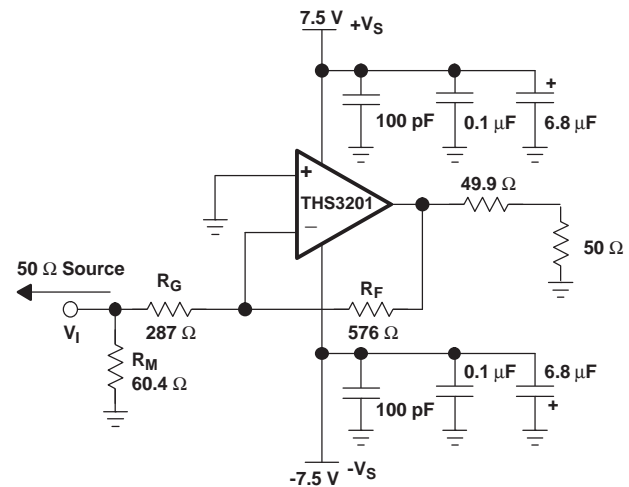 7.5 V
+VS
+
100 pF
0.1 µF
6.8 µF
+
THS3201
−
49.9 Ω
50 Ω
50 Ω Source
RG
RF
VI
287 Ω
576 Ω
RM
60.4 Ω
0.1 µF
6.8 µF
100 pF
+
-7.5 V
-VS